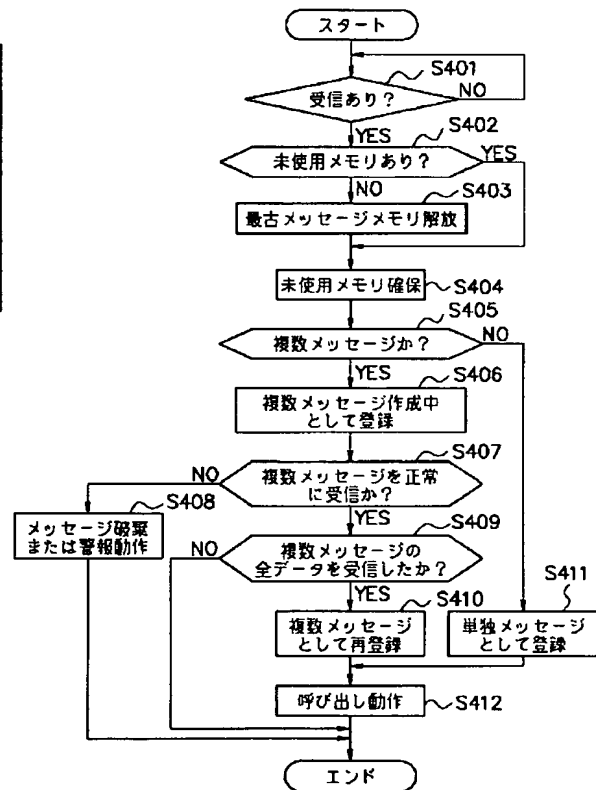 スタート
S401
受信あり?
NO
YES
S402
未使用メモリあり?
YES
NO
S403
最古メッセージメモリ解放
未使用メモリ確保
S404
S405
複数メッセージか?
NO
YES
S406
複数メッセージ作成中
として登録
S407
複数メッセージを正常
に受信か?
NO
YES
S408
メッセージ破棄
または警報動作
S409
複数メッセージの
全データを受信したか?
NO
YES
S410
複数メッセージ
として再登録
S411
単独メッセージ
として登録
呼び出し動作
S412
エンド